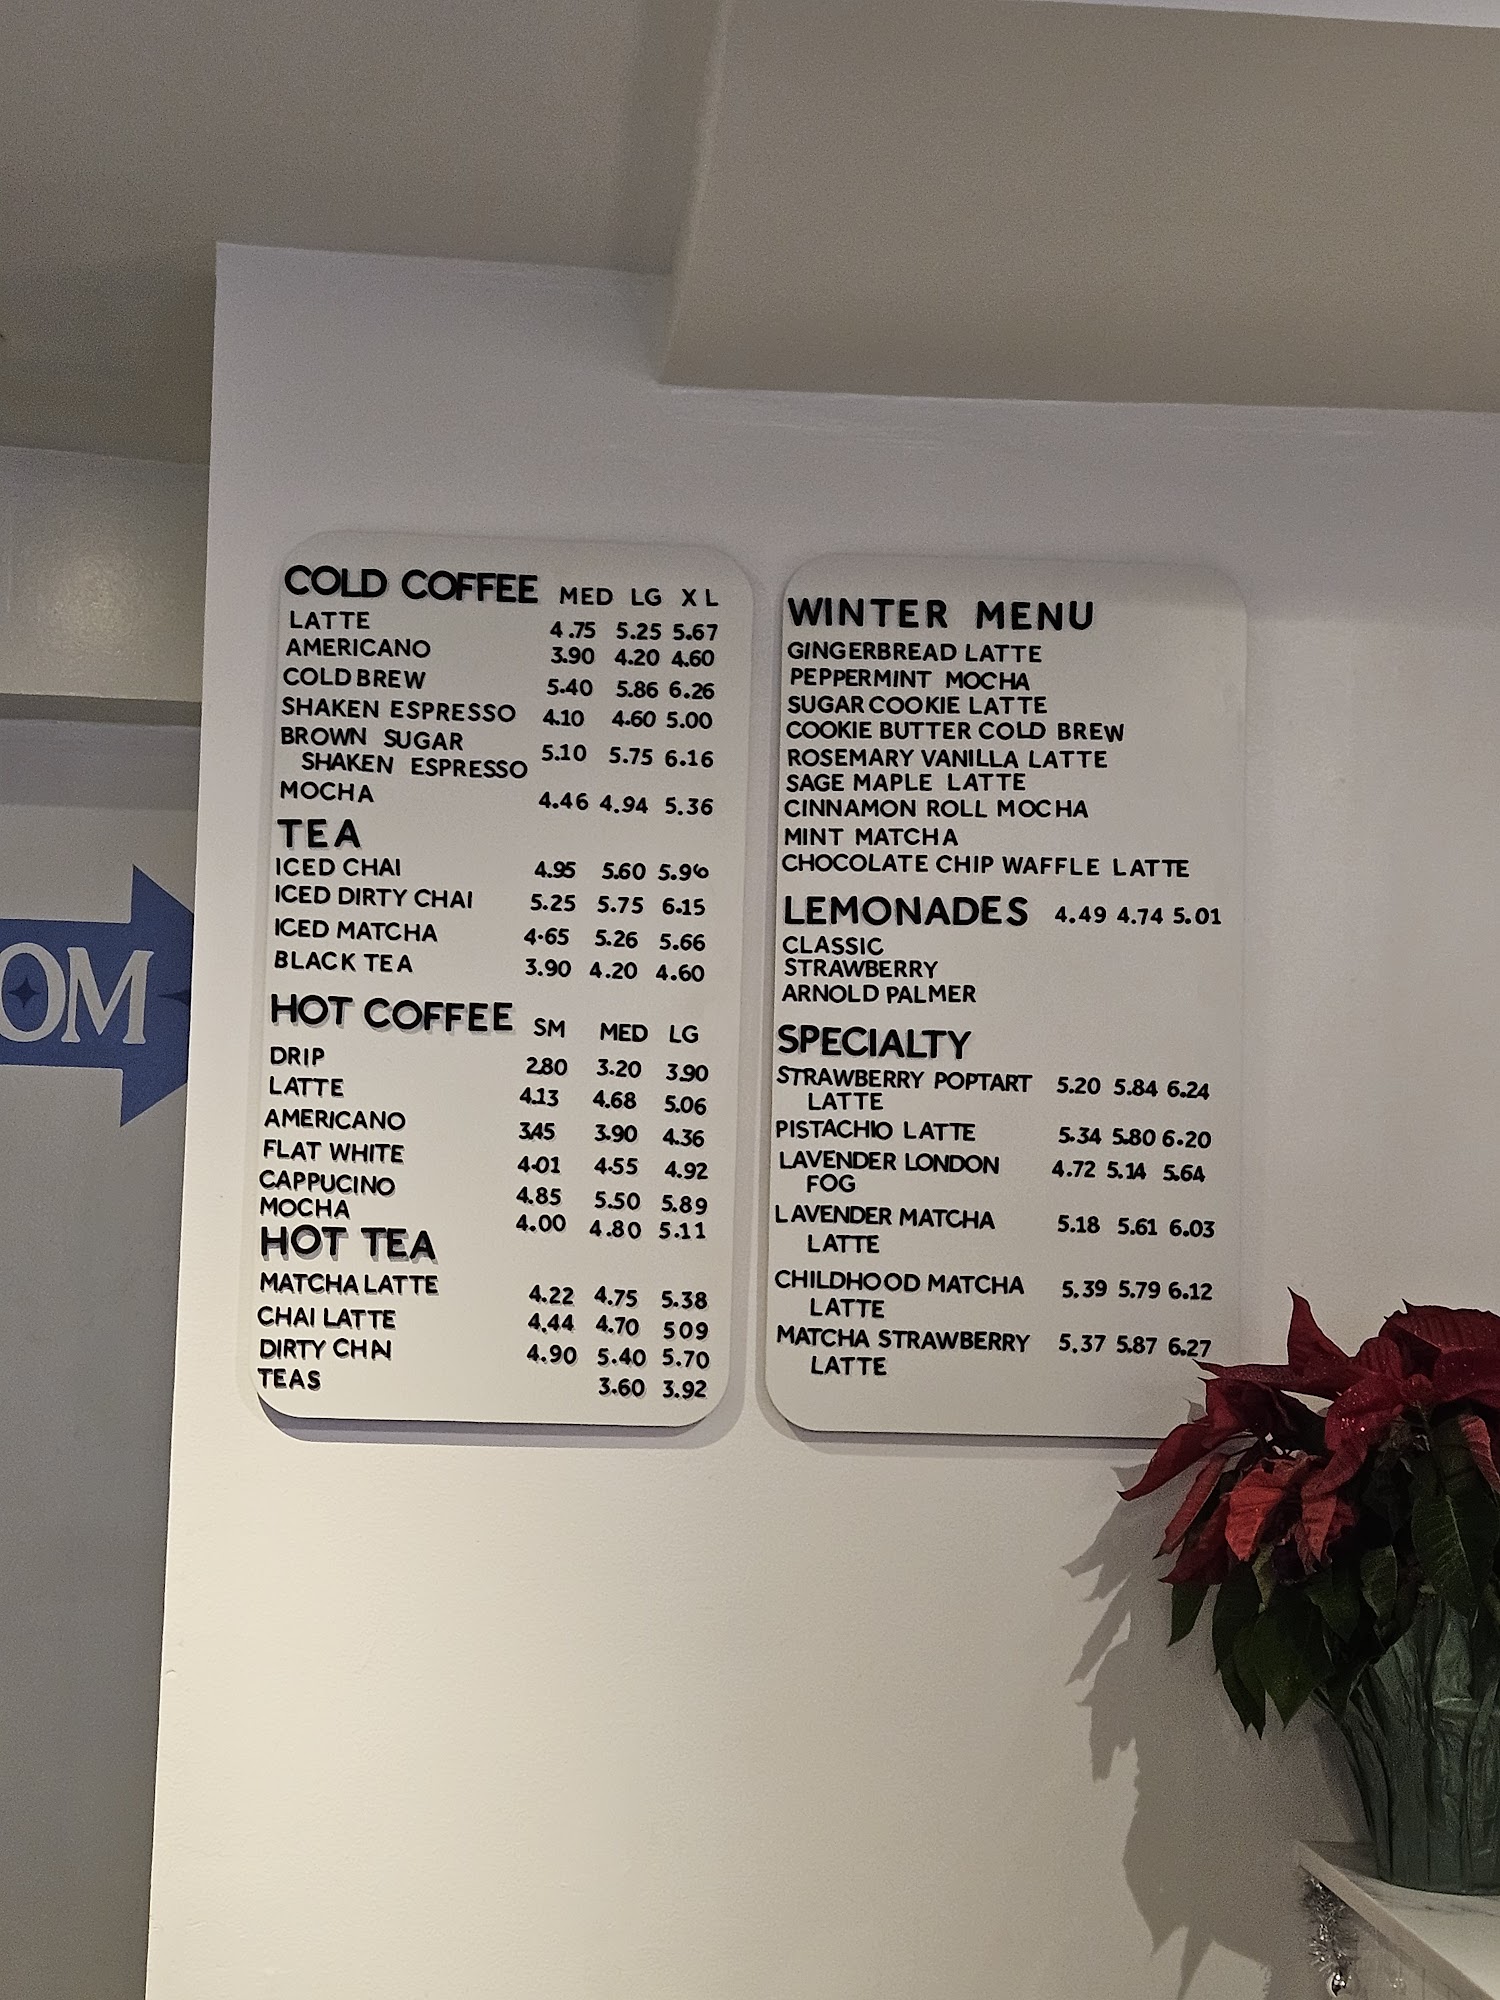 OM
COLD COFFEE MED LG XL
LATTE 4.75 5.25 5.67
AMERICANO 3.90 4.20 4.60
COLD BREW 5.40 5.86 6.26
SHAKEN ESPRESSO 4.10 4.60 5.00
BROWN SUGAR
SHAKEN ESPRESSO 5.10 5.75 6.16
MOCHA 4.46 4.94 5.36
TEA
ICED CHAI 4.95 5.60 5.96
ICED DIRTY CHAI 5.25 5.75 6.15
ICED MATCHA 4.65 5.26 5.66
BLACK TEA 3.90 4.20 4.60
HOT COFFEE SM MED LG
DRIP 2.80 3.20 3.90
LATTE 4.13 4.68 5.06
AMERICANO 3.45 3.90 4.36
FLAT WHITE 4.01 4.55 4.92
CAPPUCINO 4.85 5.50 5.89
MOCHA 4.00 4.80 5.11
HOT TEA
MATCHA LATTE 4.22 4.75 5.38
CHAI LATTE 4.44 4.70 509
DIRTY CHAI 4.90 5.40 5.70
TEAS 3.60 3.92
WINTER MENU
GINGERBREAD LATTE
PEPPERMINT MOCHA
SUGAR COOKIE LATTE
COOKIE BUTTER COLD BREW
ROSEMARY VANILLA LATTE
SAGE MAPLE LATTE
CINNAMON ROLL MOCHA
MINT MATCHA
CHOCOLATE CHIP WAFFLE LATTE
LEMONADES 4.49 4.74 5.01
CLASSIC
STRAWBERRY
ARNOLD PALMER
SPECIALTY
STRAWBERRY POPTART 5.20 5.84 6.24
LATTE
PISTACHIO LATTE 5.34 5.80 6.20
LAVENDER LONDON 4.72 5.14 5.64
FOG
LAVENDER MATCHA 5.18 5.61 6.03
LATTE
CHILDHOOD MATCHA 5.39 5.79 6.12
LATTE
MATCHA STRAWBERRY 5.37 5.87 6.27
LATTE